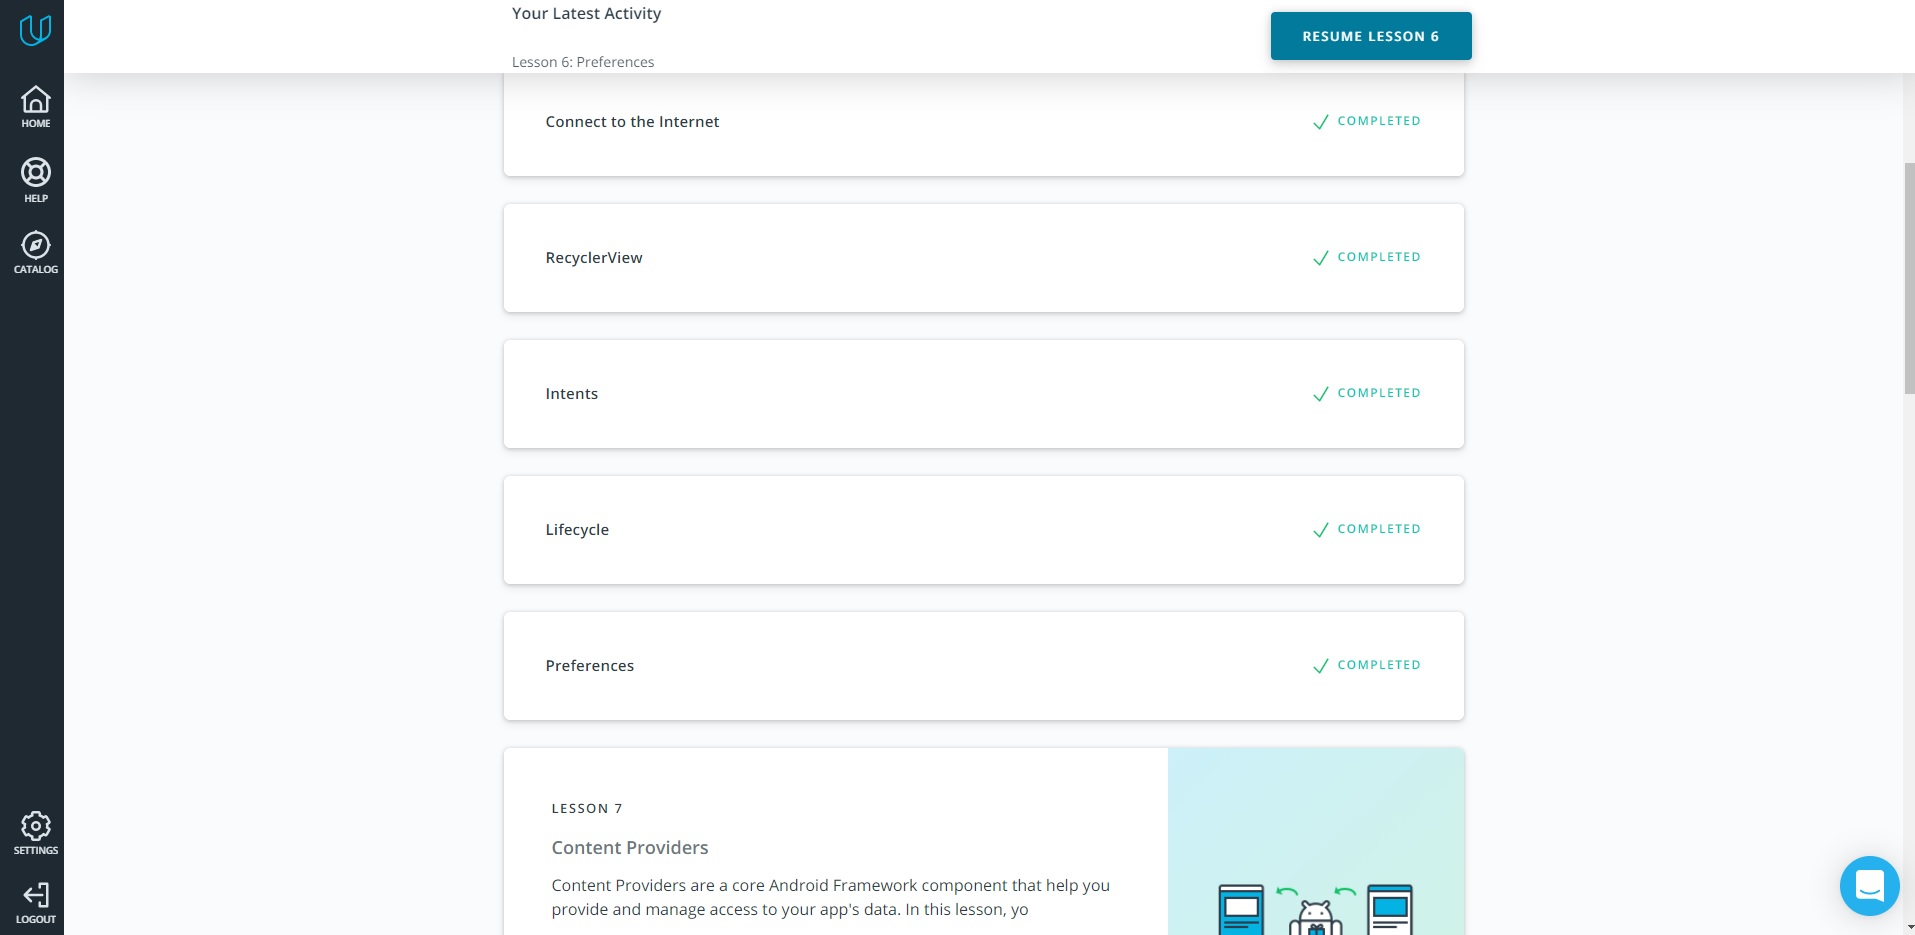 Your Latest Activity
Lesson 6: Preferences
RESUME LESSON 6
HOME
HELP
CATALOG
SETTINGS
LOGOUT
Connect to the Internet
COMPLETED
RecyclerView
COMPLETED
Intents
COMPLETED
Lifecycle
COMPLETED
Preferences
COMPLETED
LESSON 7
Content Providers
Content Providers are a core Android Framework component that help you
provide and manage access to your app's data. In this lesson, yo